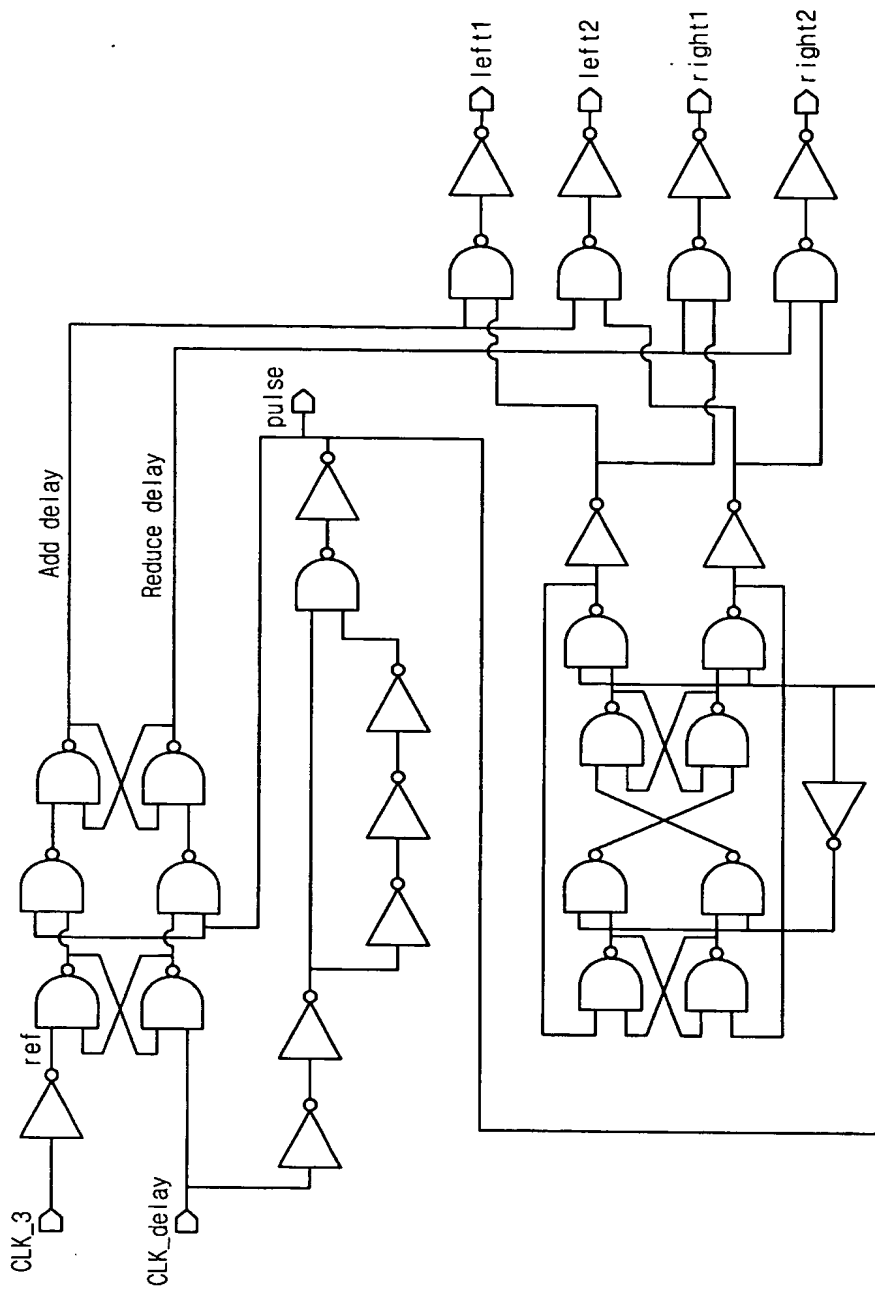 CLK_3
ref
CLK_delay
Add delay
Reduce delay
pulse
left1
left2
right1
right2